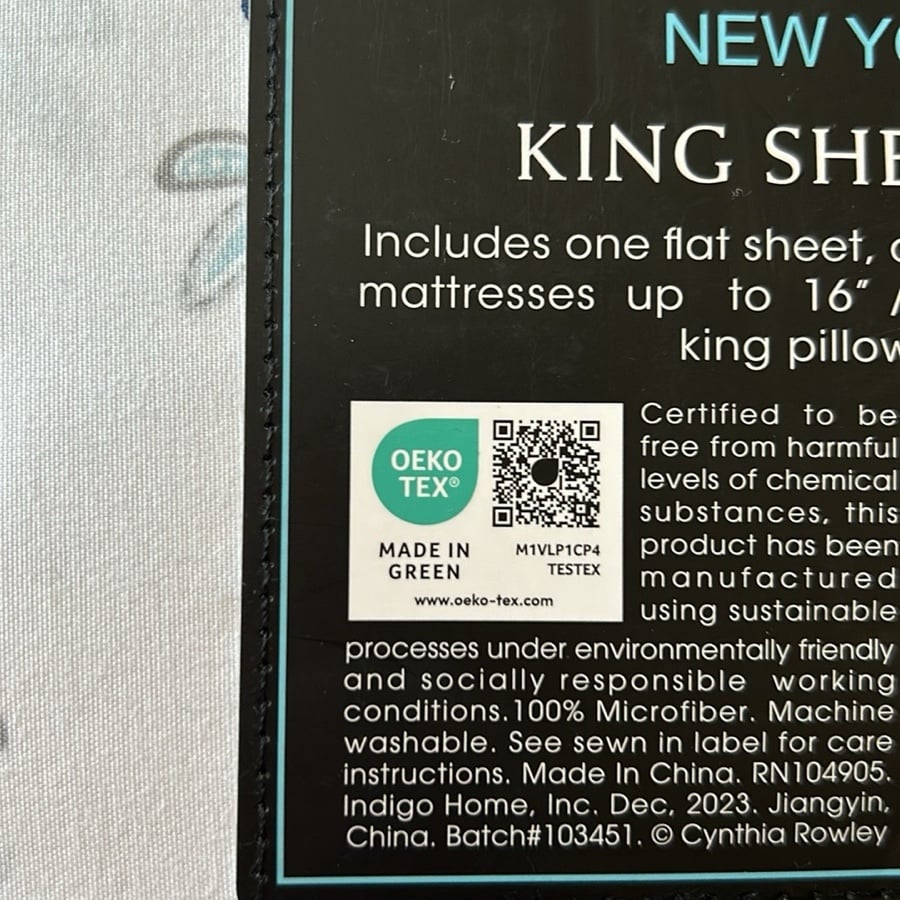 NEW YO
KING SHE
Includes one flat sheet,
mattresses up to 16” /
king pillow
OEKO
TEX®
MADE IN
GREEN
M1VLP1CP4
TESTEX
www.oeko-tex.com
Certified to be
free from harmful
levels of chemical
substances, this
product has been
manufactured
using sustainable
processes under environmentally friendly
and socially responsible working
conditions.100% Microfiber. Machine
washable. See sewn in label for care
instructions. Made In China. RN104905.
Indigo Home, Inc. Dec, 2023. Jiangyin,
China. Batch#103451. © Cynthia Rowley